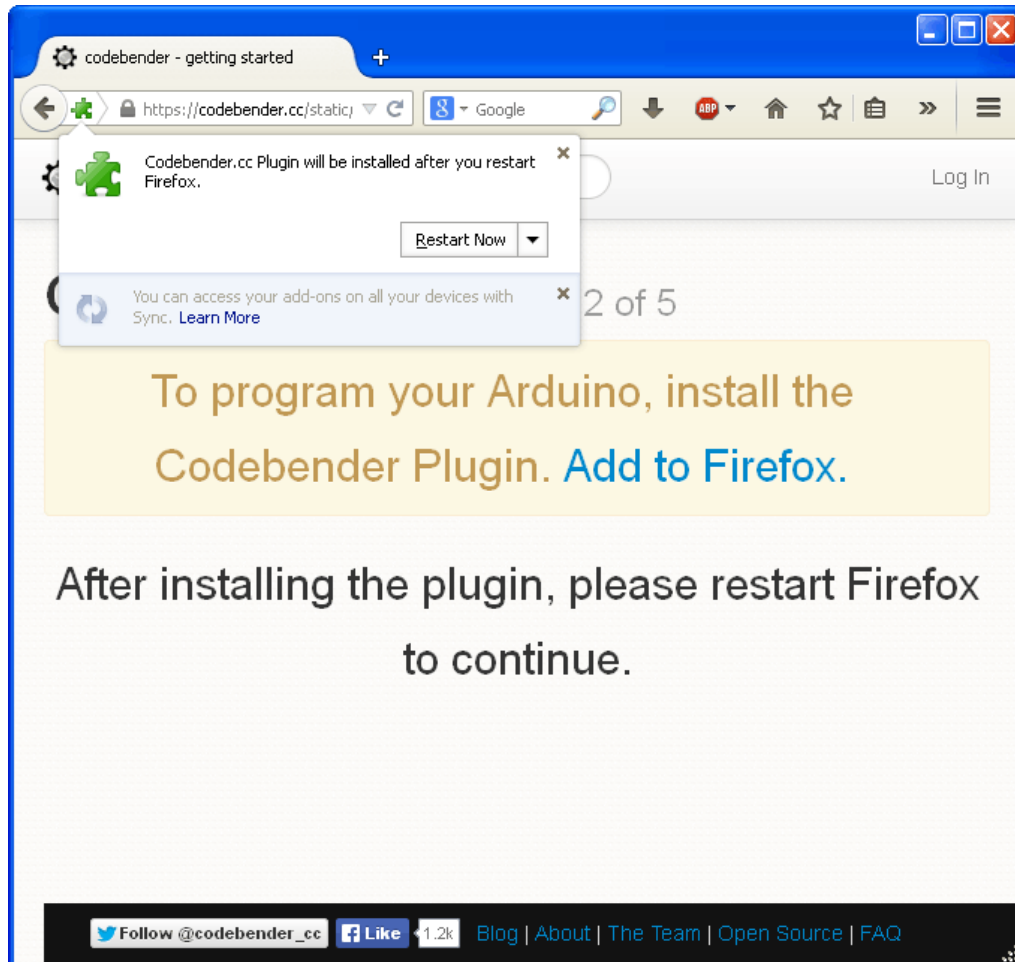 codebender - getting started
https://codebender.cc/static/
8
Google
ABP
Codebender.cc Plugin will be installed after you restart
Firefox.
Log In
Restart Now
You can access your add-ons on all your devices with
Sync. Learn More
2 of 5
To program your Arduino, install the
Codebender Plugin. Add to Firefox.
After installing the plugin, please restart Firefox
to continue.
Follow @codebender_cc f Like 1.2k Blog | About | The Team | Open Source | FAQ